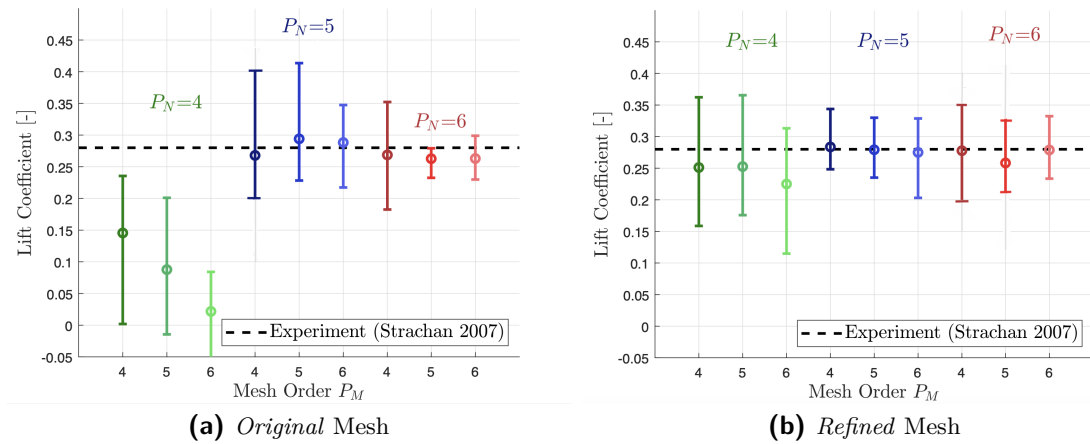 Lift Coefficient [-]
0.45
0.4
0.35
0.3
0.25
0.2
0.15
0.1
0.05
0
-0.05
P_N=4
P_N=5
P_N=6
Experiment (Strachan 2007)
4 5 6 4 5 6 4 5 6
Mesh Order P_M
(a) Original Mesh
Lift Coefficient [-]
0.45
0.4
0.35
0.3
0.25
0.2
0.15
0.1
0.05
0
-0.05
P_N=4
P_N=5
P_N=6
Experiment (Strachan 2007)
4 5 6 4 5 6 4 5 6
Mesh Order P_M
(b) Refined Mesh